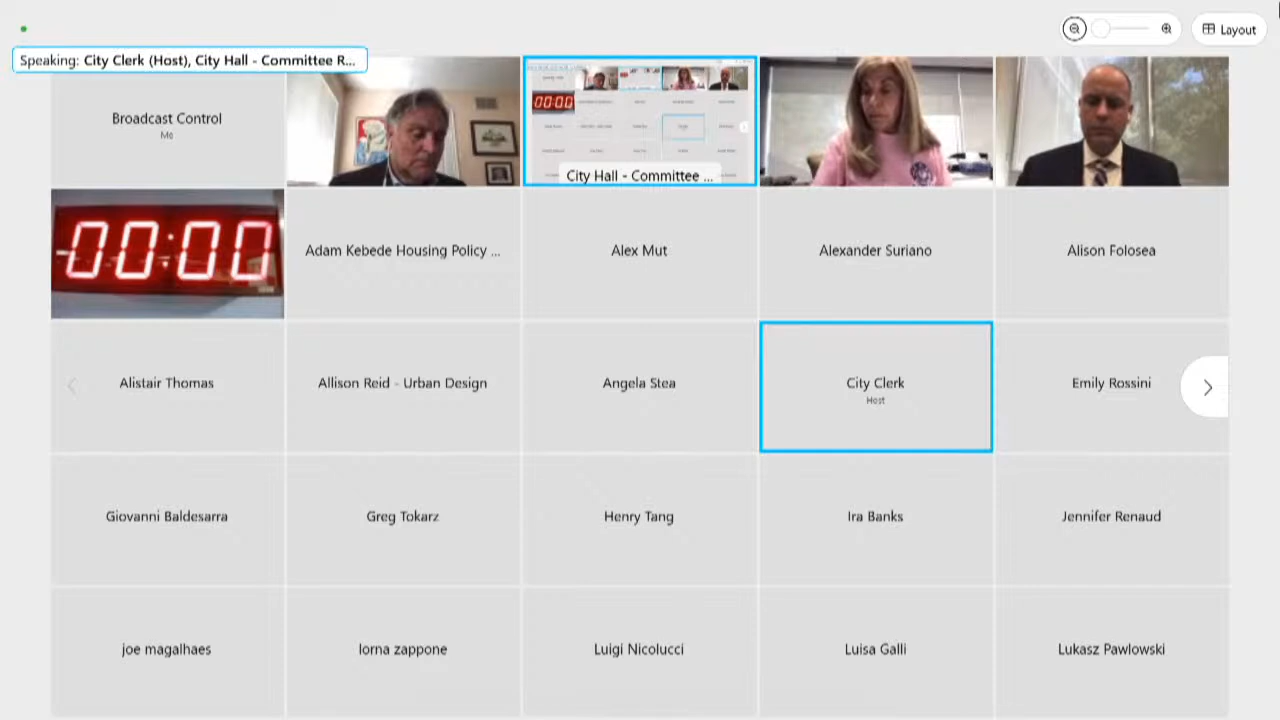 Layout
Speaking: City Clerk (Host), City Hall - Committee R...
Broadcast Control
Me
City Hall - Committee ...
00:00
Adam Kebede Housing Policy ...
Alex Mut
Alexander Suriano
Alison Folosea
Alistair Thomas
Allison Reid - Urban Design
Angela Stea
City Clerk
Host
Emily Rossini
Giovanni Baldesarra
Greg Tokarz
Henry Tang
Ira Banks
Jennifer Renaud
joe magalhaes
lorna zappone
Luigi Nicolucci
Luisa Galli
Lukasz Pawlowski